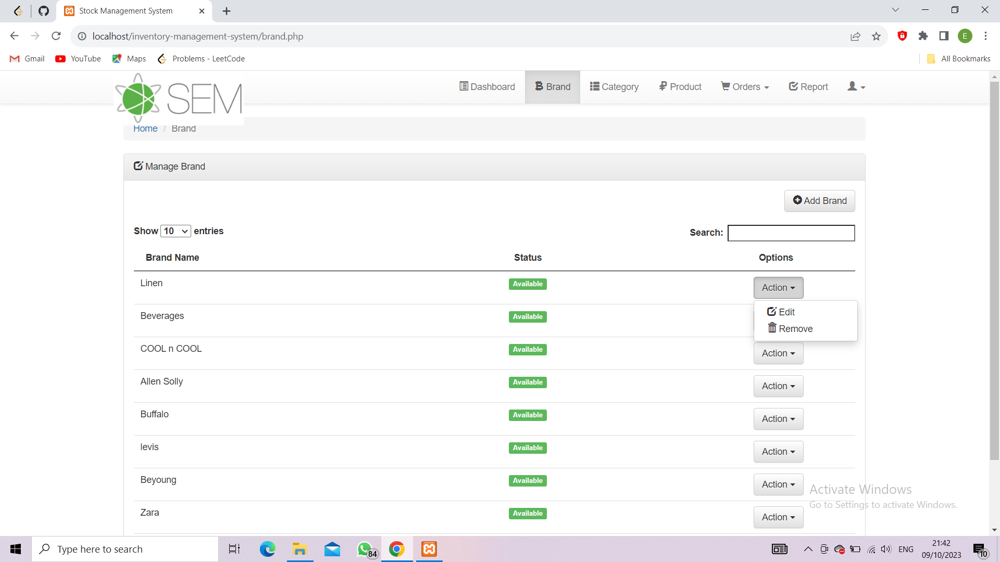 Stock Management System
localhost/inventory-management-system/brand.php
E
Gmail YouTube Maps Problems - LeetCode All Bookmarks
SEM
Dashboard Brand Category Product Orders Report
Home / Brand
Manage Brand
Add Brand
Show 10 entries Search:
Brand Name Status Options
Linen Available Action
Edit
Beverages Available
Remove
COOL n COOL Available Action
Allen Solly Available Action
Buffalo Available Action
levis Available Action
Beyoung Available Action
Zara Available Action
Activate Windows
Go to Settings to activate Windows.
Type here to search
84
ENG
21:42
09/10/2023
10